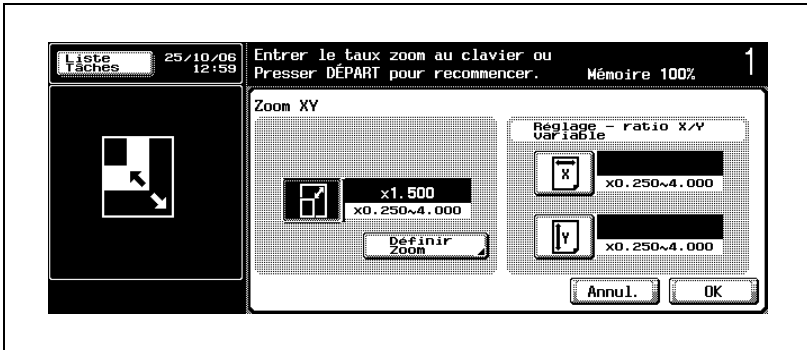 Liste
Tâches
25/10/06
12:59
Entrer le taux zoom au clavier ou
Presser DÉPART pour recommencer.
Mémoire 100%
1
Zoom XY
x1.500
x0.250~4.000
Définir
Zoom
Réglage - ratio X/Y
variable
X
x0.250~4.000
Y
x0.250~4.000
Annul.
OK